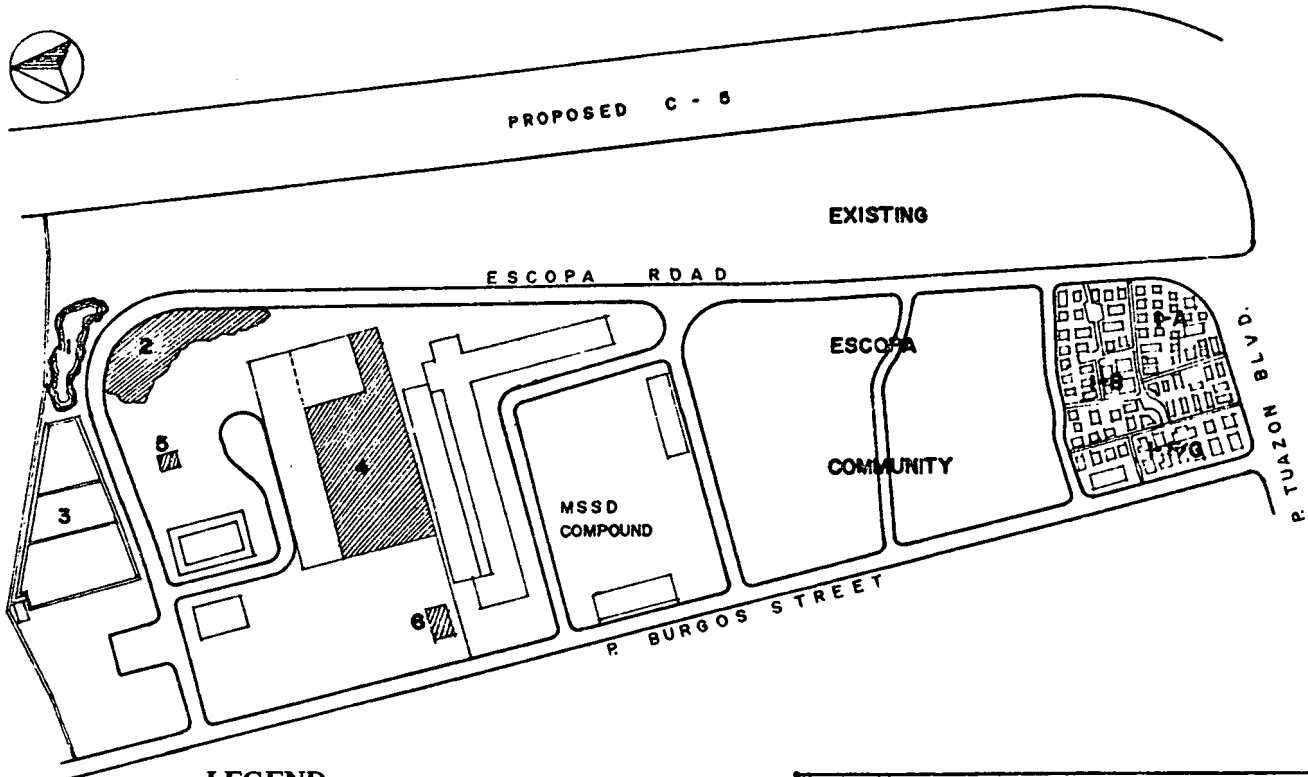 PROPOSED C - 5
EXISTING
ESCOPA ROAD
1
2
I-A
ESCOPA
P. TUAZON BLVD.
I-B
5
4
COMMUNITY
3
MSSD
COMPOUND
6
P. BURGOS STREET
LEGEND